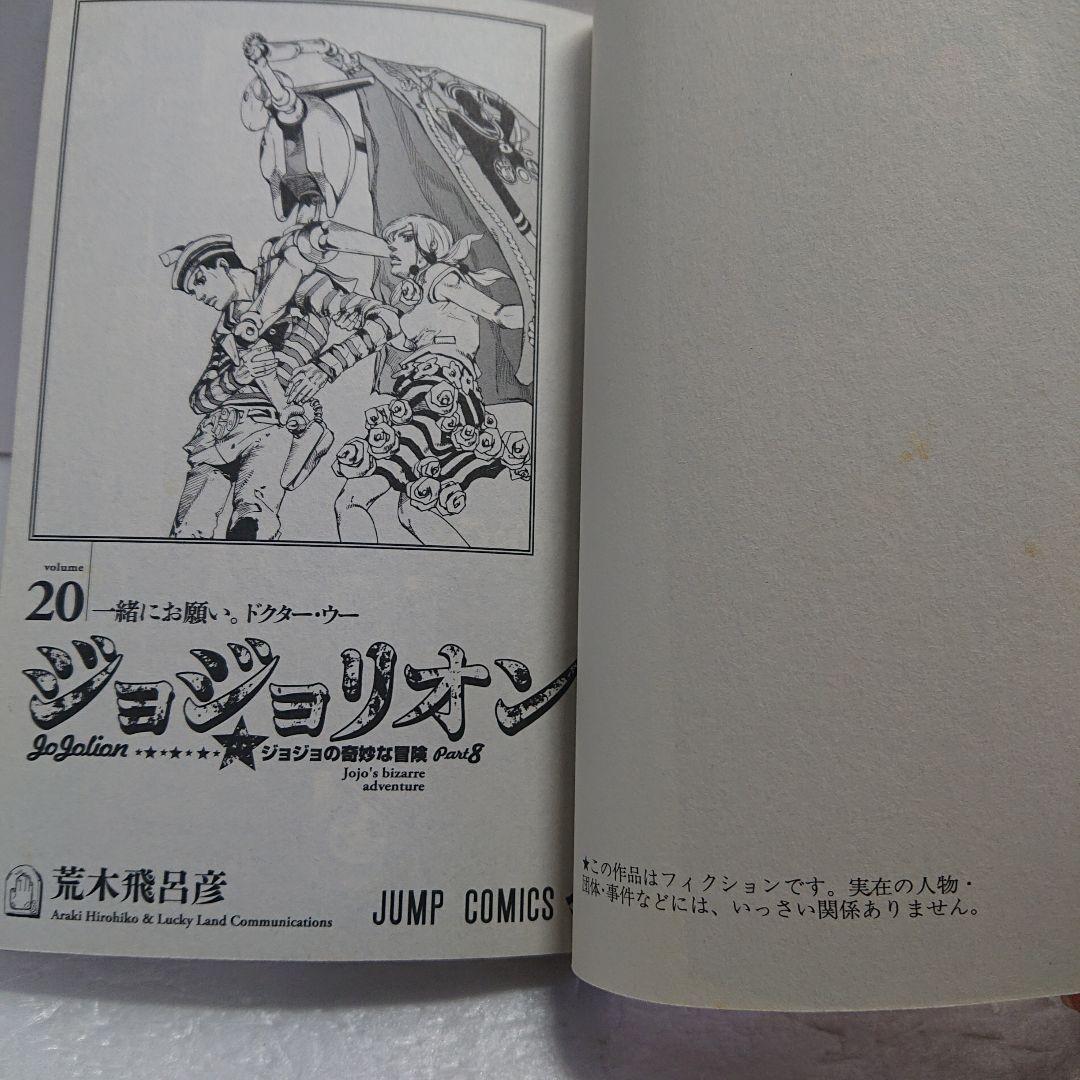 volume
20 一緒にお願い。ドクター・ウー
ジョジョリオン
JoJolion ★★★★★ ジョジョの奇妙な冒険 Part8
Jojo's bizarre
adventure
荒木飛呂彦
Araki Hirohiko & Lucky Land Communications
JUMP COMICS
★この作品はフィクションです。実在の人物・
団体・事件などには、いっさい関係ありません。